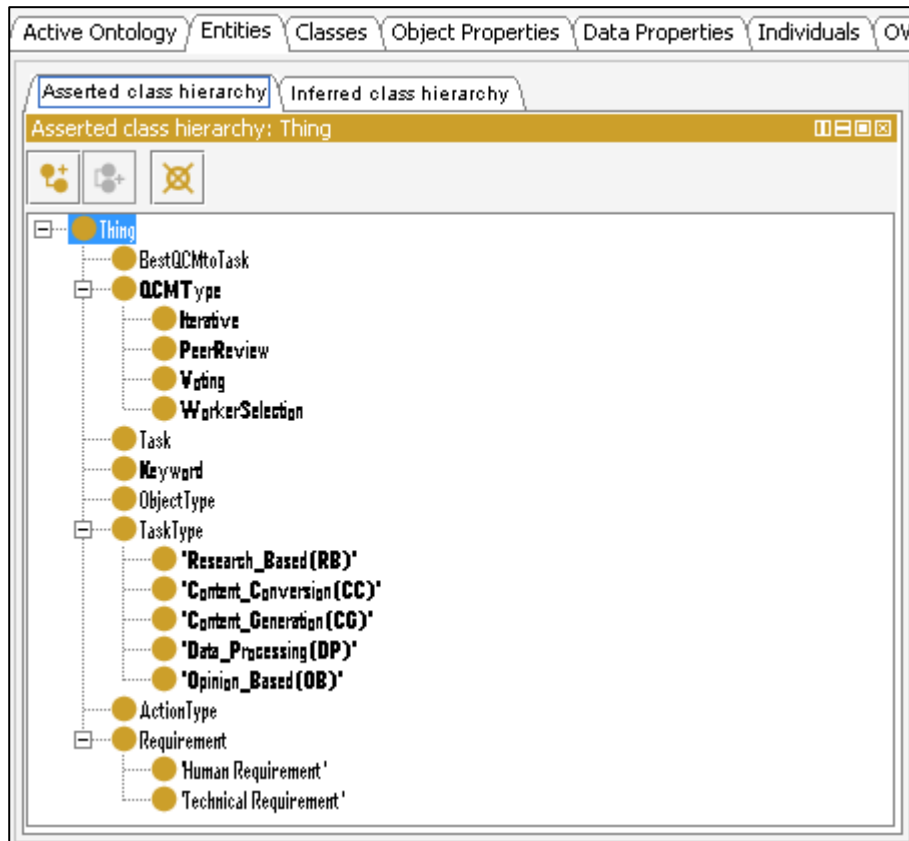 Active Ontology Entities Classes Object Properties Data Properties Individuals OV
Asserted class hierarchy Inferred class hierarchy
Asserted class hierarchy: Thing
Thing
BestQCMtoTask
QCMType
Iterative
PeerReview
Voting
WorkerSelection
Task
Keyword
ObjectType
TaskType
'Research_Based(RB)'
'Content_Conversion(CC)'
'Content_Generation(CG)'
'Data_Processing(DP)'
'Opinion_Based(OB)'
ActionType
Requirement
'Human Requirement'
'Technical Requirement'